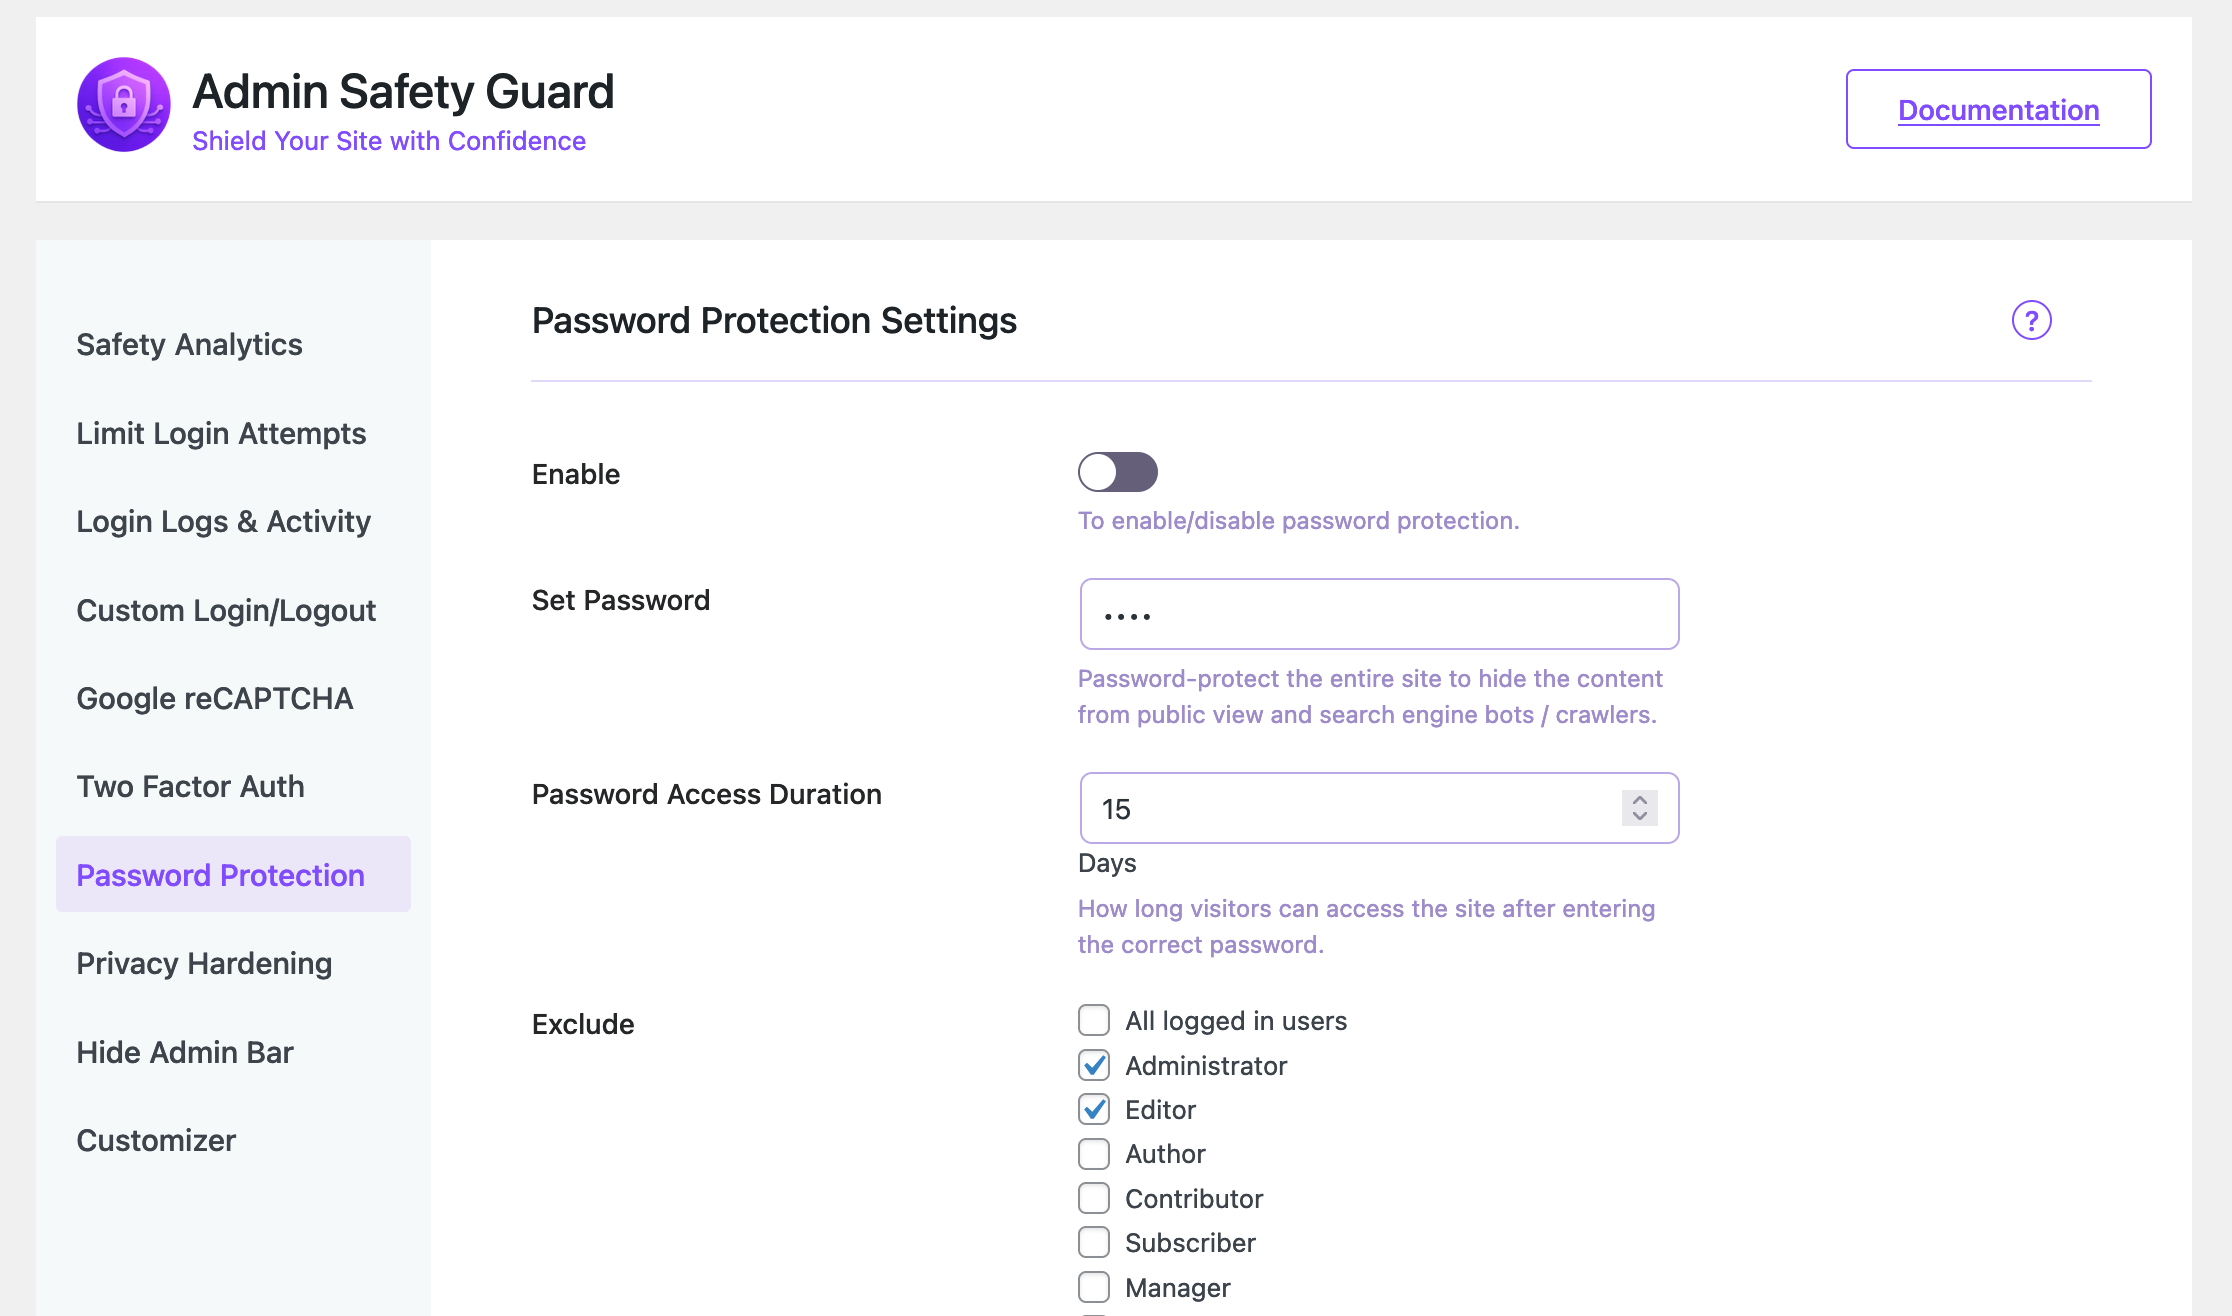 Admin Safety Guard
Shield Your Site with Confidence
Documentation
Safety Analytics
Limit Login Attempts
Login Logs & Activity
Custom Login/Logout
Google reCAPTCHA
Two Factor Auth
Password Protection
Privacy Hardening
Hide Admin Bar
Customizer
Password Protection Settings
?
Enable
To enable/disable password protection.
Set Password
••••
Password-protect the entire site to hide the content
from public view and search engine bots / crawlers.
Password Access Duration
15
Days
How long visitors can access the site after entering
the correct password.
Exclude
All logged in users
Administrator
Editor
Author
Contributor
Subscriber
Manager